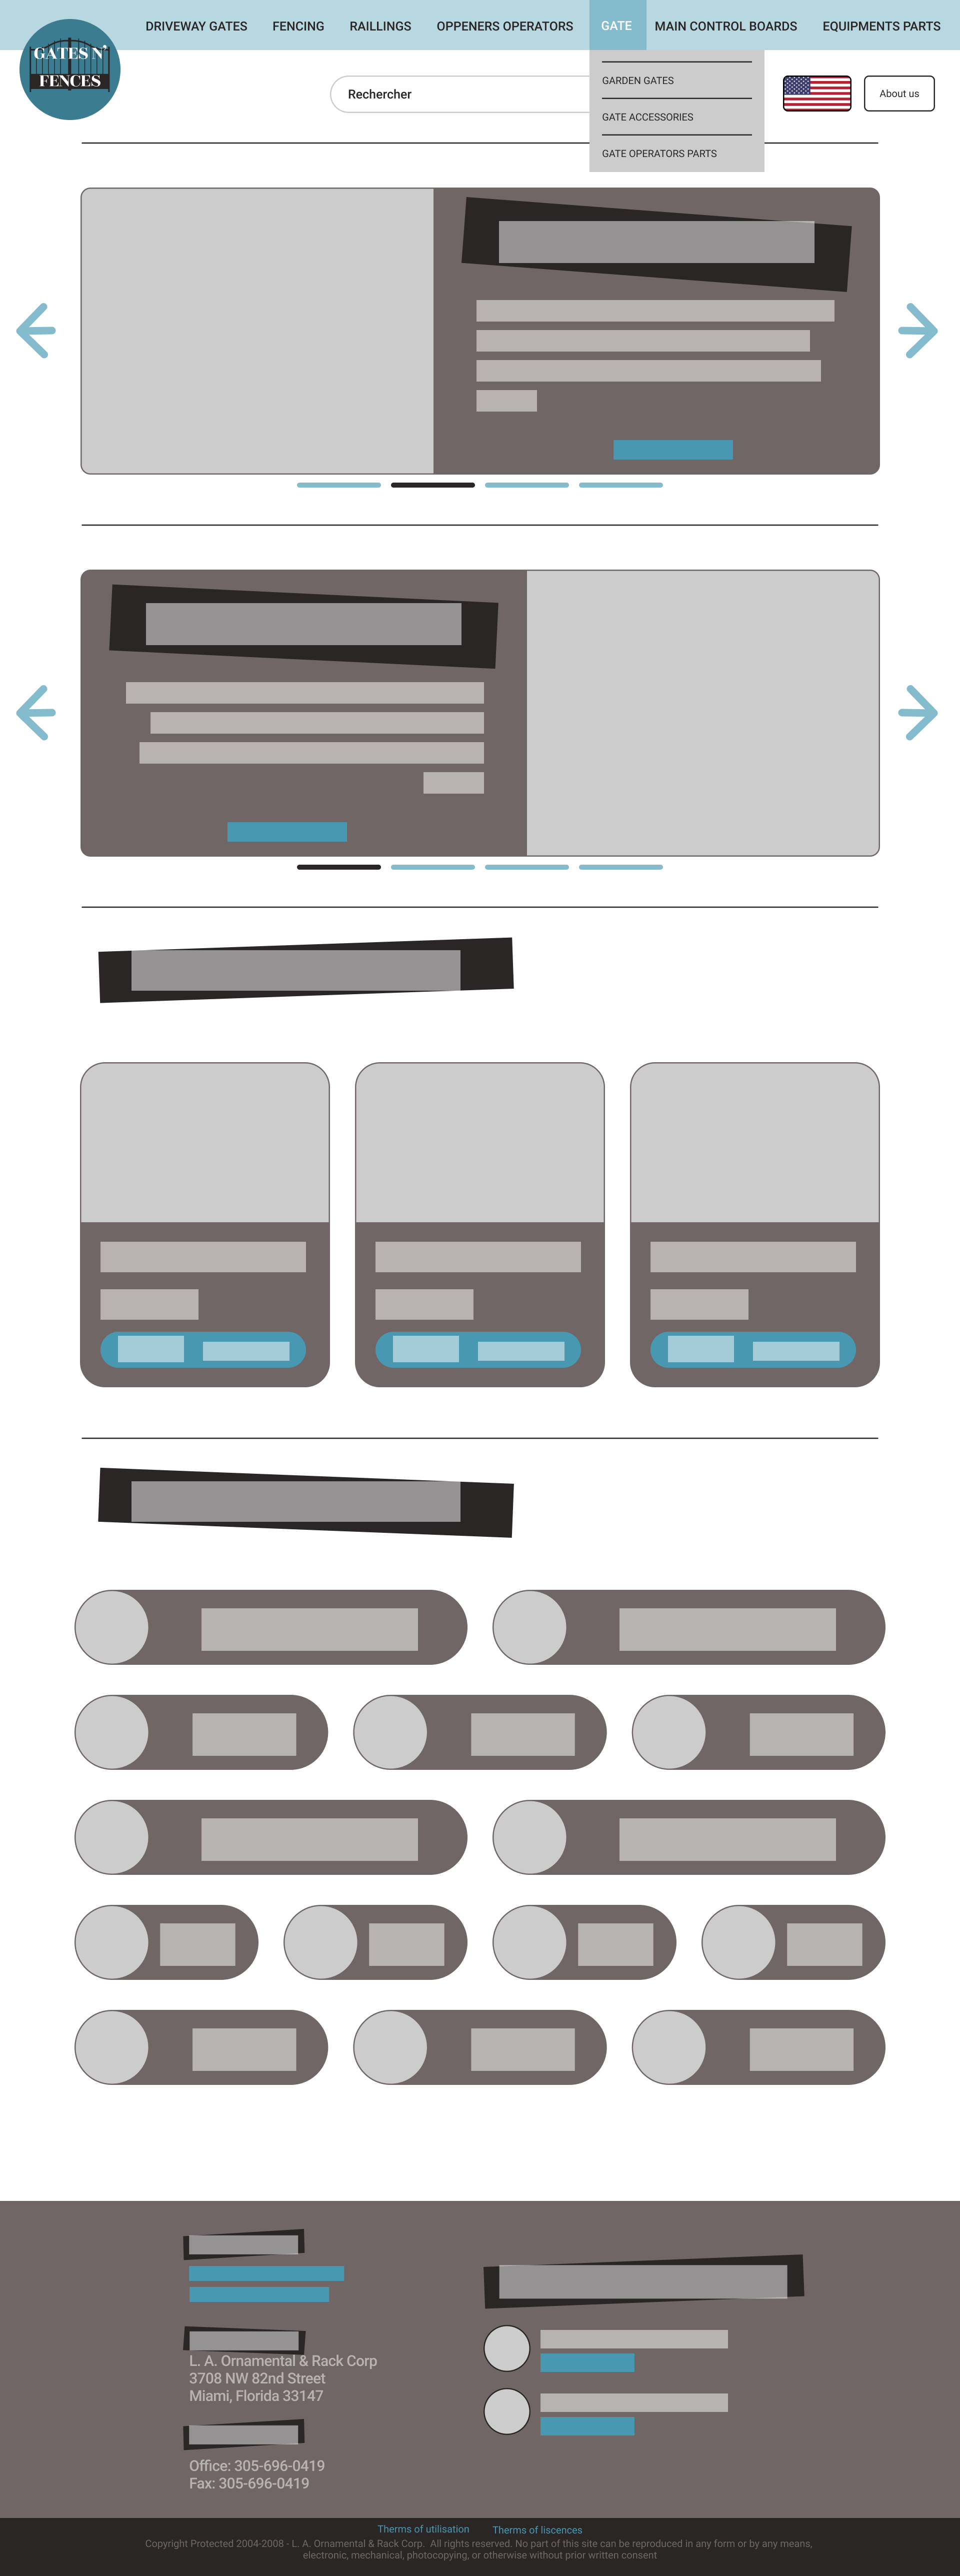 DRIVEWAY GATES FENCING RAILLINGS OPPENERS OPERATORS GATE MAIN CONTROL BOARDS EQUIPMENTS PARTS
GATES N'
FENCES
Rechercher
GARDEN GATES
GATE ACCESSORIES
GATE OPERATORS PARTS
About us
L. A. Ornamental & Rack Corp
3708 NW 82nd Street
Miami, Florida 33147
Office: 305-696-0419
Fax: 305-696-0419
Therms of utilisation Therms of liscences
Copyright Protected 2004-2008 - L. A. Ornamental & Rack Corp. All rights reserved. No part of this site can be reproduced in any form or by any means,
electronic, mechanical, photocopying, or otherwise without prior written consent